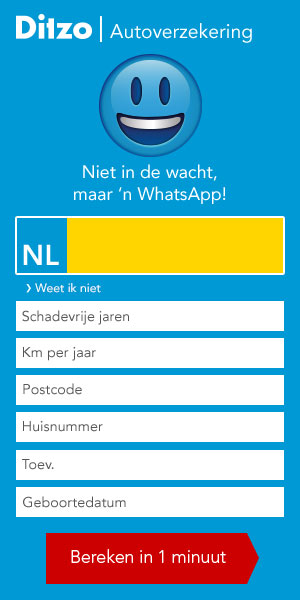 Ditzo | Autoverzekering
Niet in de wacht,
maar 'n WhatsApp!
NL
› Weet ik niet
Schadevrije jaren
Km per jaar
Postcode
Huisnummer
Toev.
Geboortedatum
Bereken in 1 minuut